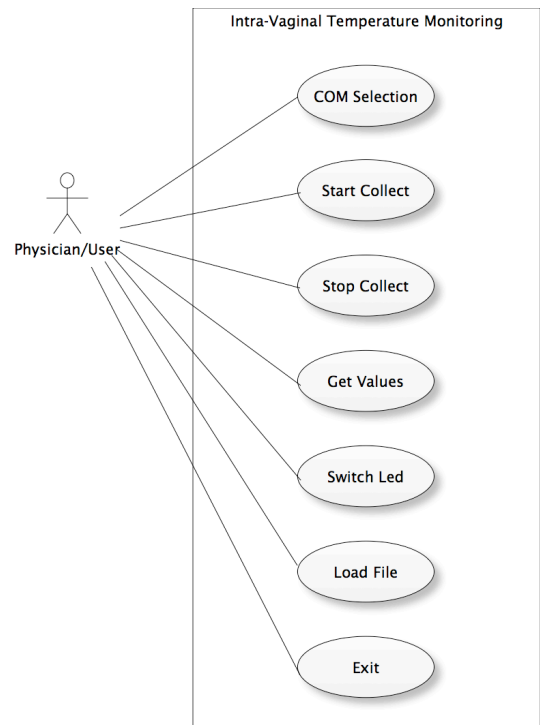 Intra-Vaginal Temperature Monitoring
COM Selection
Start Collect
Physician/User
Stop Collect
Get Values
Switch Led
Load File
Exit